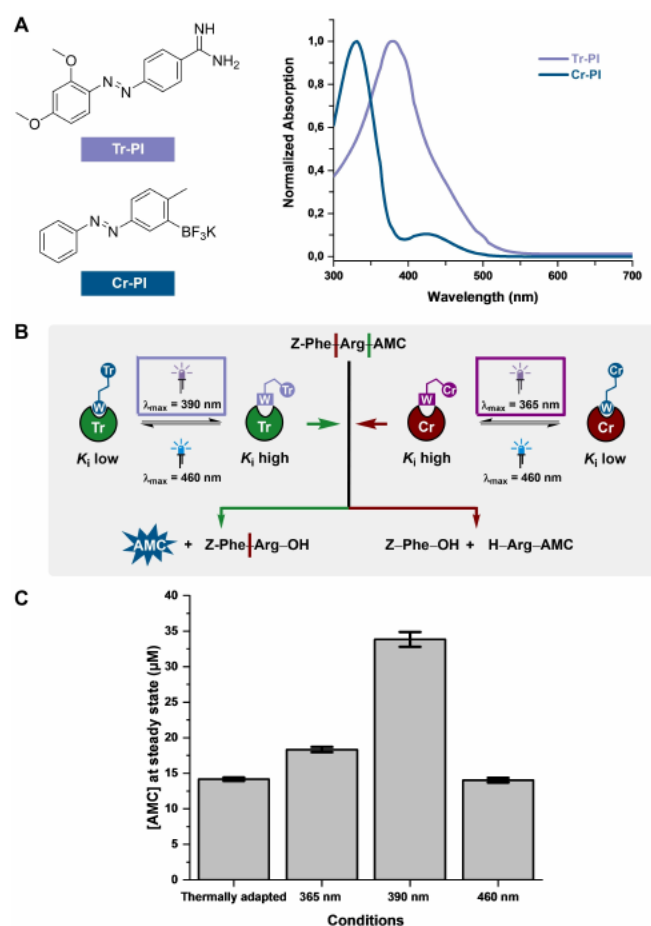 A
NH
NH₂
O
N
N
O
Tr-PI
N
N
BF₃K
Cr-PI
Normalized Absorption
1,0
0,8
0,6
0,4
0,2
0,0
Tr-PI
Cr-PI
300 400 500 600 700
Wavelength (nm)
B
Z-Phe Arg AMC
Tr
W
Tr
Kᵢ low
λmax = 390 nm
λmax = 460 nm
Tr
W
Tr
Kᵢ high
Cr
W
Cr
Kᵢ high
λmax = 365 nm
λmax = 460 nm
Cr
W
Cr
Kᵢ low
AMC + Z-Phe Arg–OH
Z–Phe–OH + H–Arg–AMC
C
[AMC] at steady state (µM)
40
35
30
25
20
15
10
5
0
Thermally adapted 365 nm 390 nm 460 nm
Conditions